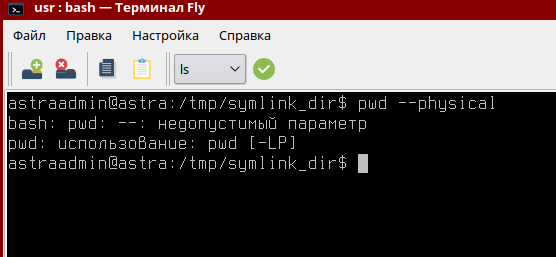 usr : bash — Терминал Fly
Файл Правка Настройка Справка
ls
astraadmin@astra:/tmp/symlink_dir$ pwd --physical
bash: pwd: --: недопустимый параметр
pwd: использование: pwd [-LP]
astraadmin@astra:/tmp/symlink_dir$